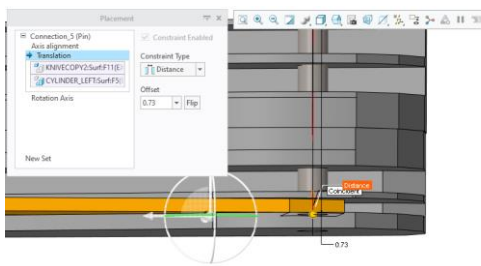 Placement
Connection_5 (Pin)
Axis alignment
Translation
KNIVECOPY2:Surf:F11(E
CYLINDER_LEFT:Surf:F5(
Rotation Axis
New Set
Constraint Enabled
Constraint Type
Distance
Offset
0.73
Flip
Distance
Coincident
0.73